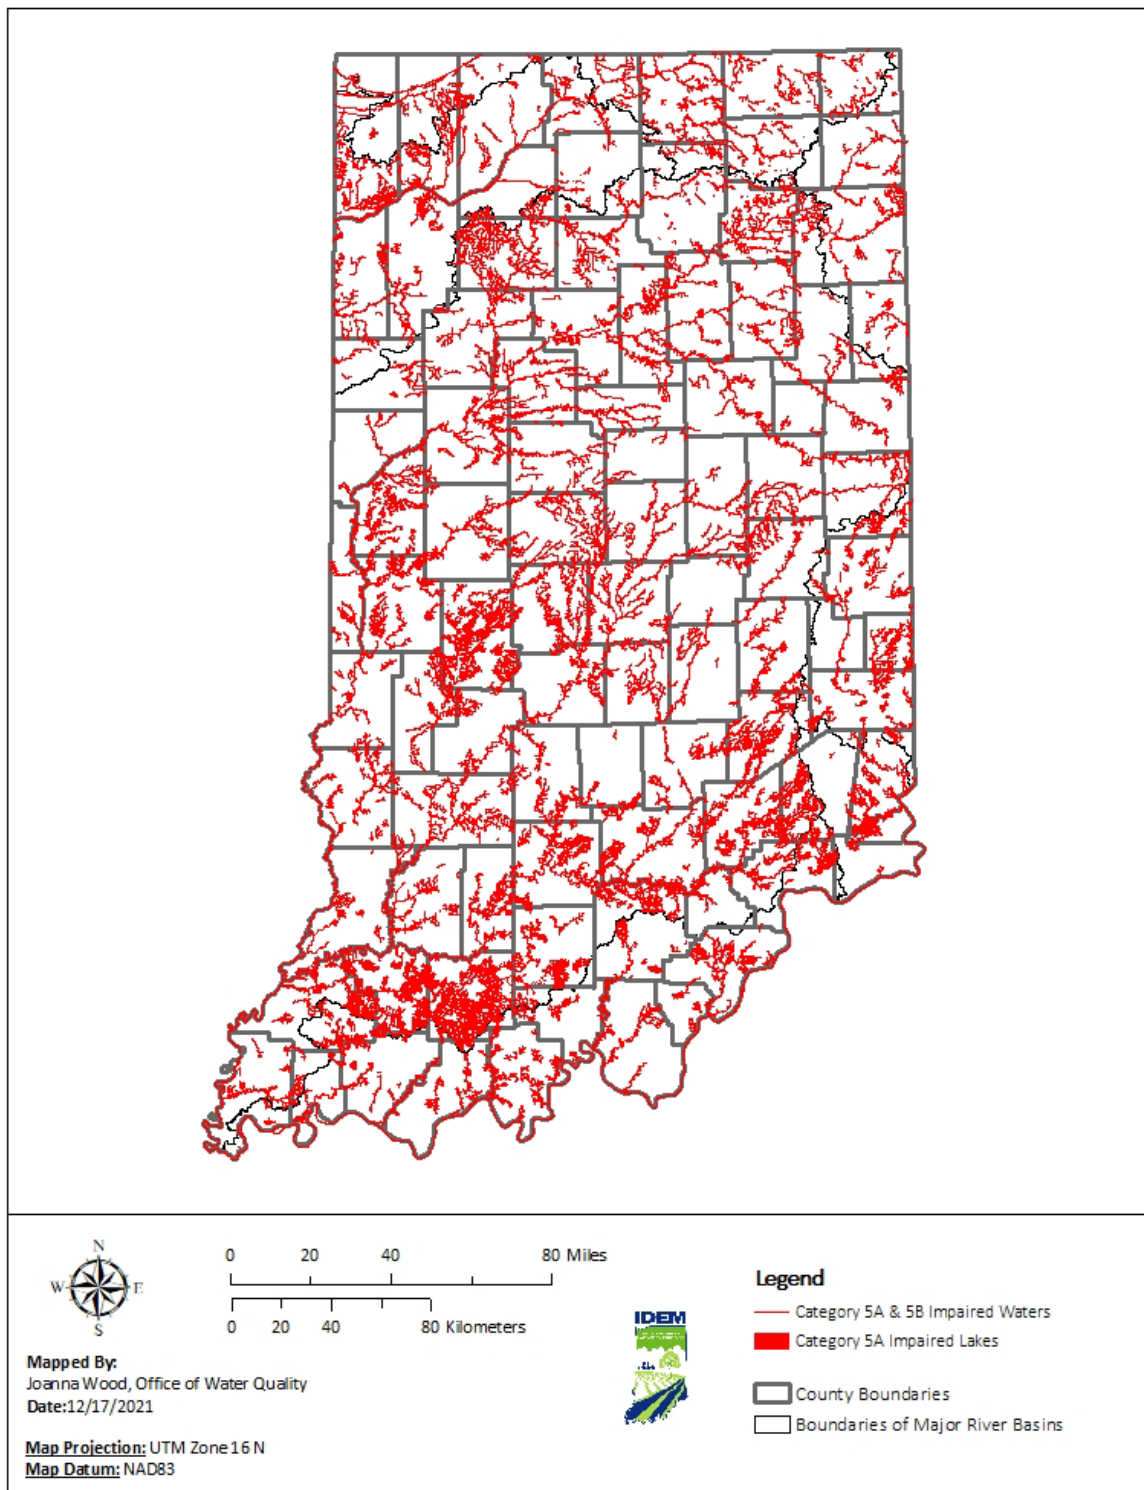 N
W E
S
0 20 40 80 Miles
0 20 40 80 Kilometers
Mapped By:
Joanna Wood, Office of Water Quality
Date:12/17/2021
Map Projection: UTM Zone 16 N
Map Datum: NAD83
IDEM
Legend
Category 5A & 5B Impaired Waters
Category 5A Impaired Lakes
County Boundaries
Boundaries of Major River Basins